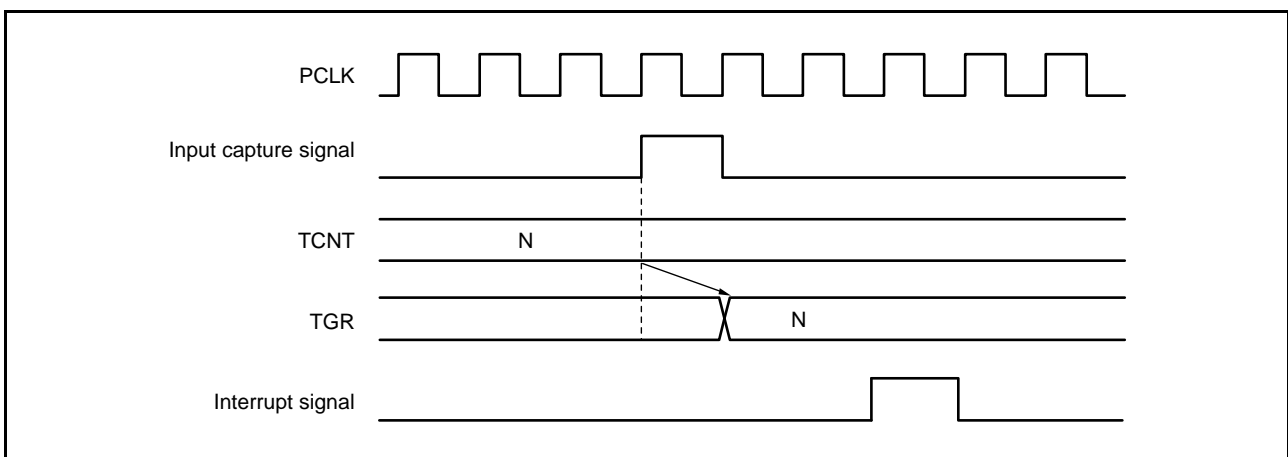 PCLK
Input capture signal
TCNT
N
TGR
N
Interrupt signal